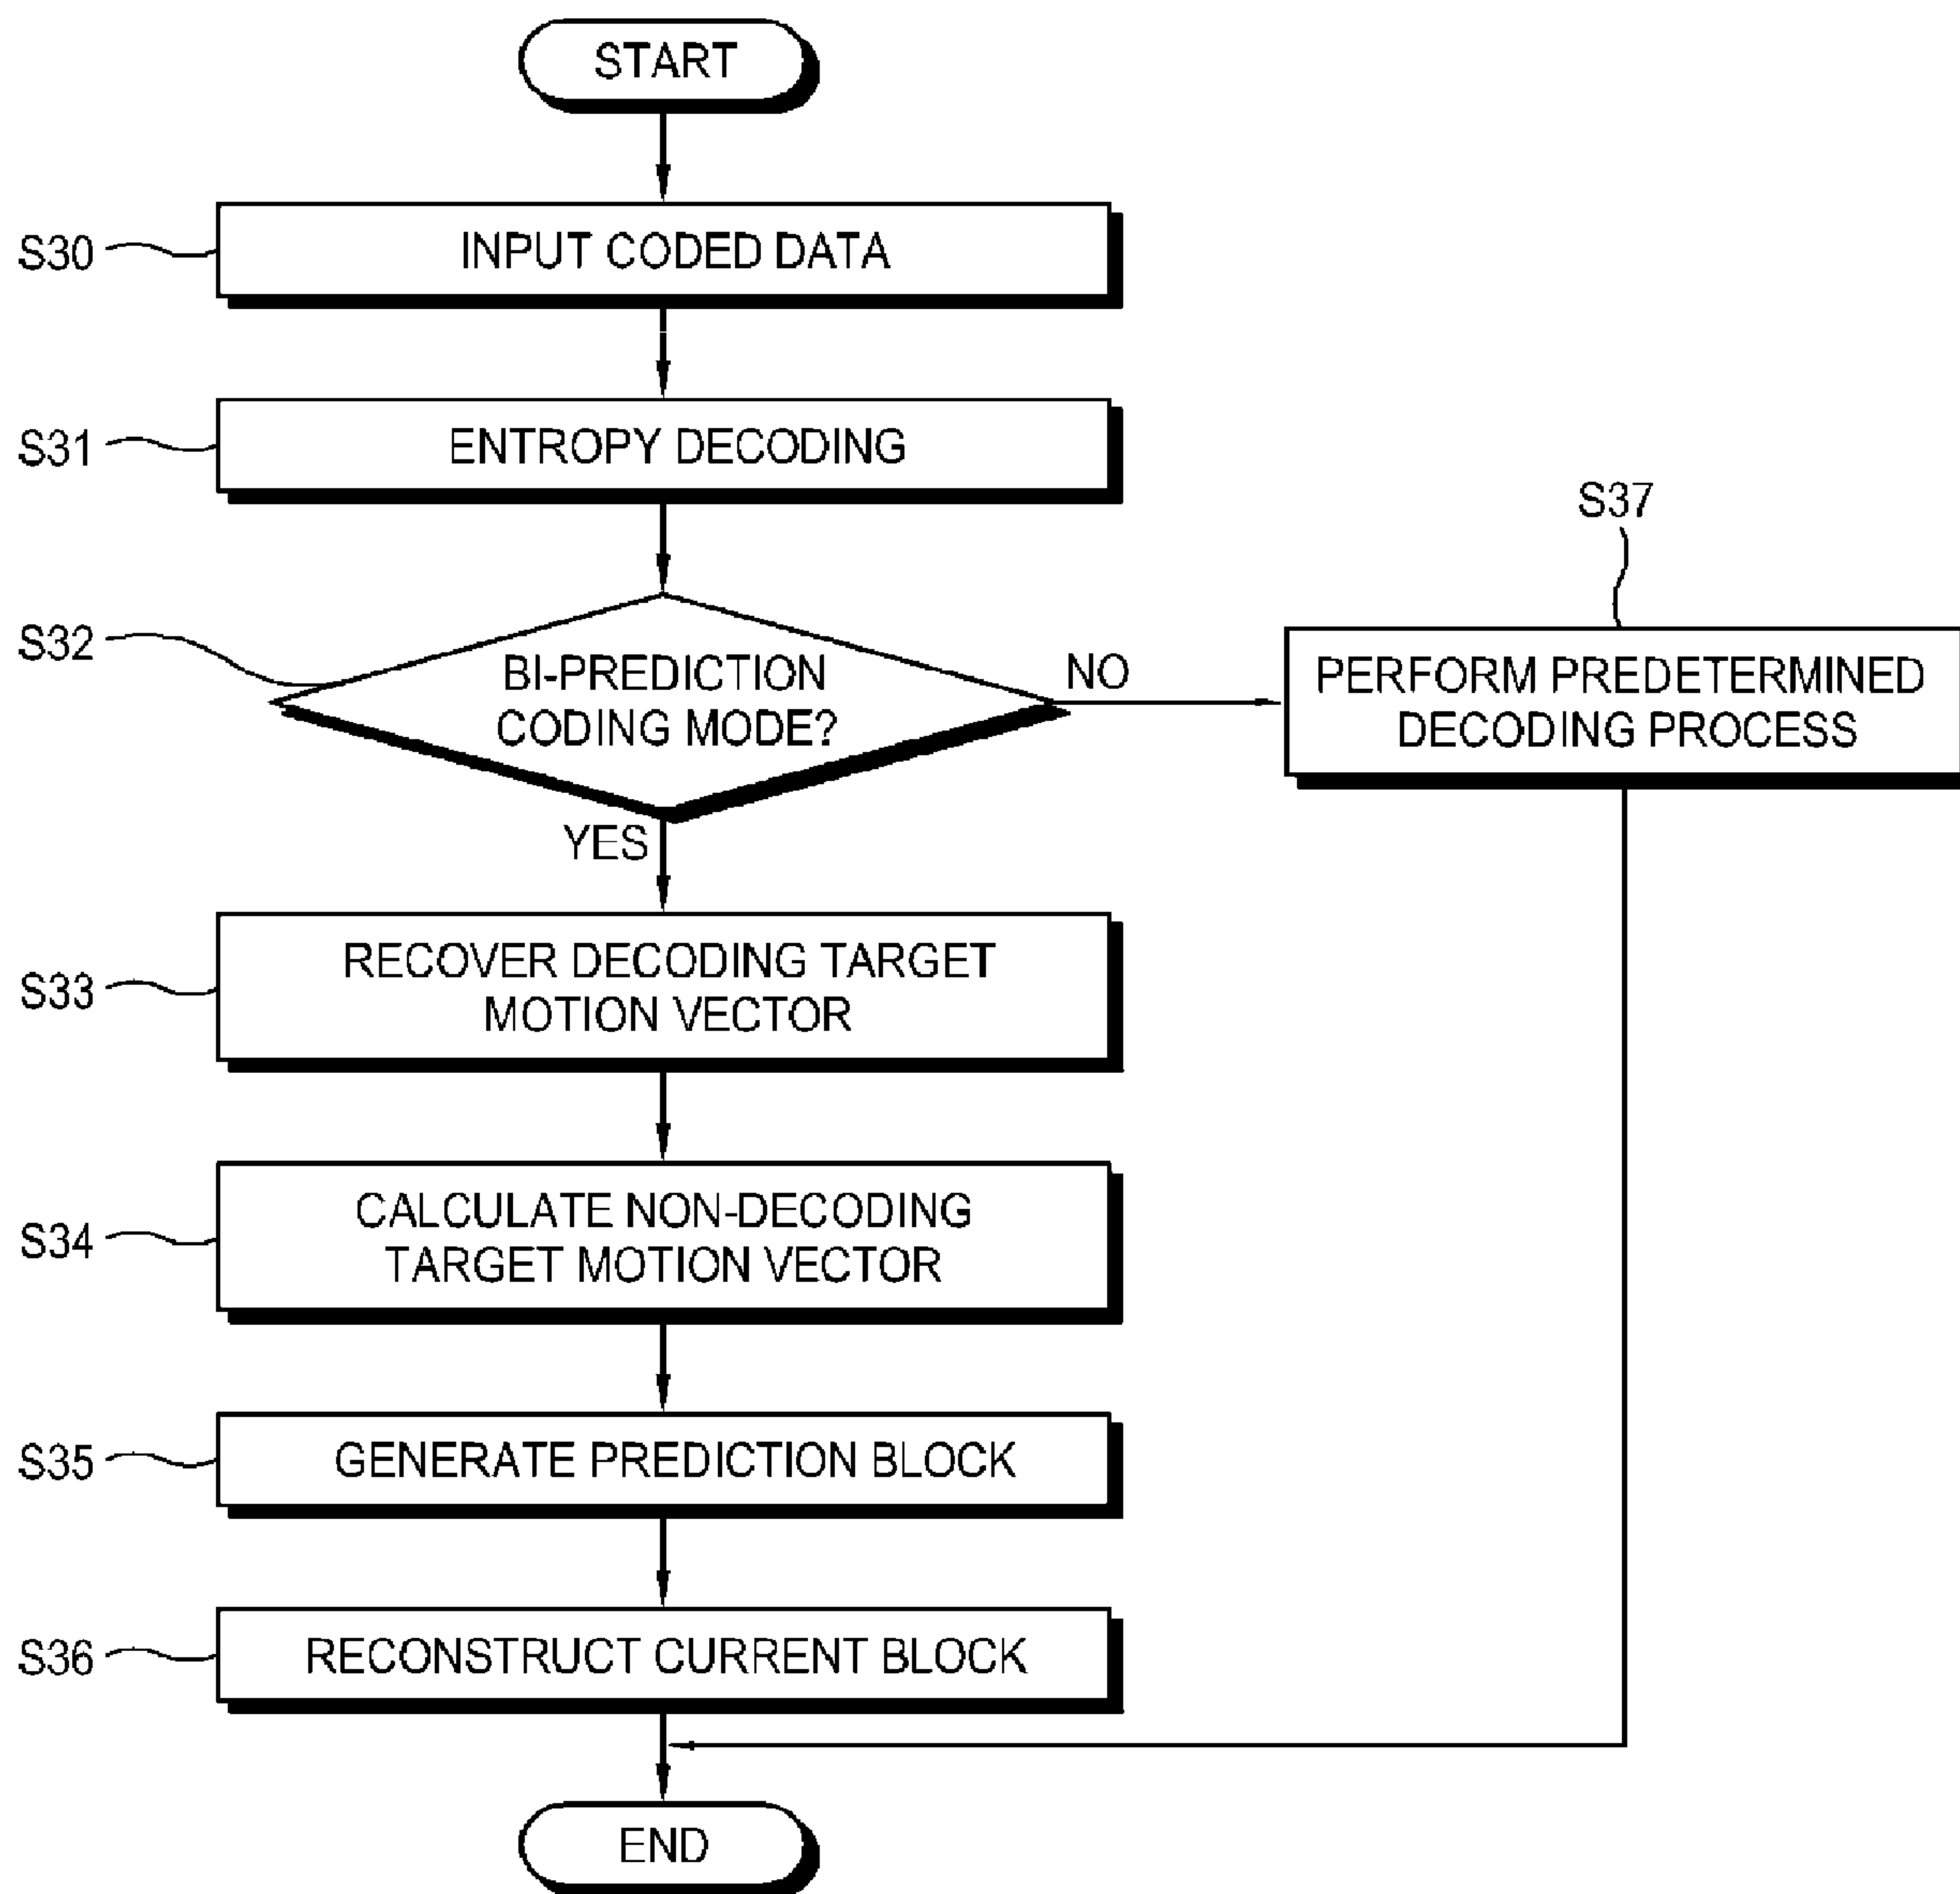 START
S30
INPUT CODED DATA
S31
ENTROPY DECODING
S37
S32
BI-PREDICTION
CODING MODE?
NO
PERFORM PREDETERMINED
DECODING PROCESS
YES
S33
RECOVER DECODING TARGET
MOTION VECTOR
S34
CALCULATE NON-DECODING
TARGET MOTION VECTOR
S35
GENERATE PREDICTION BLOCK
S36
RECONSTRUCT CURRENT BLOCK
END